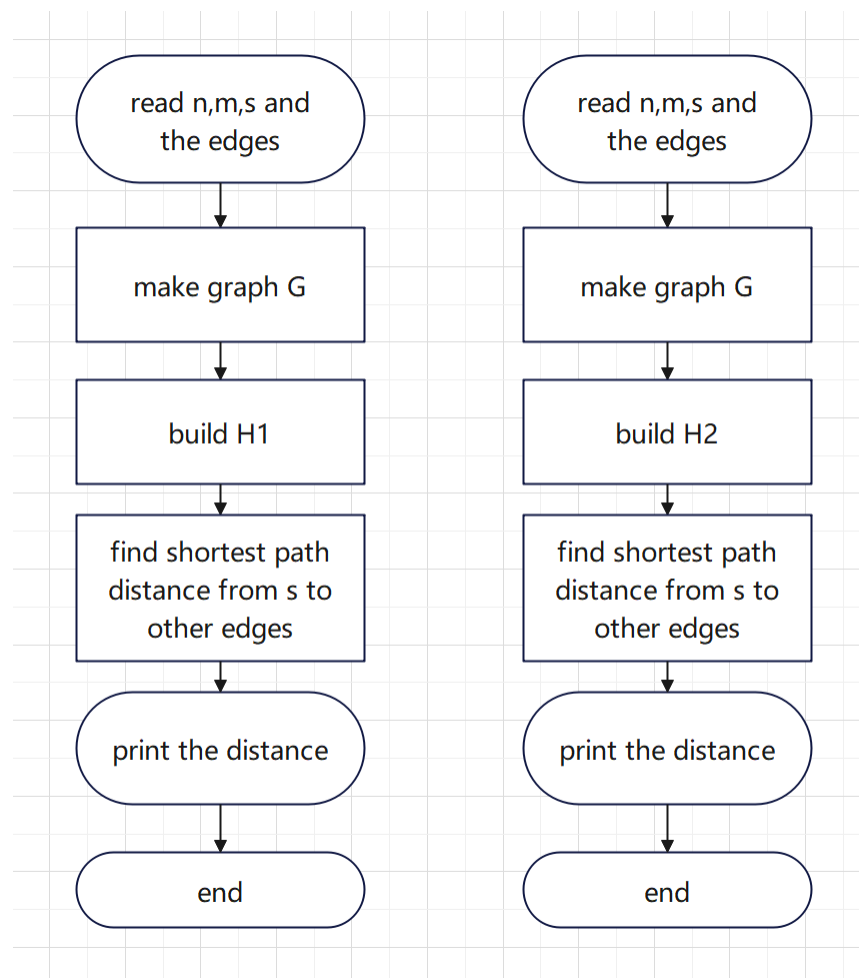 read n,m,s and
the edges
make graph G
build H1
find shortest path
distance from s to
other edges
print the distance
end
read n,m,s and
the edges
make graph G
build H2
find shortest path
distance from s to
other edges
print the distance
end